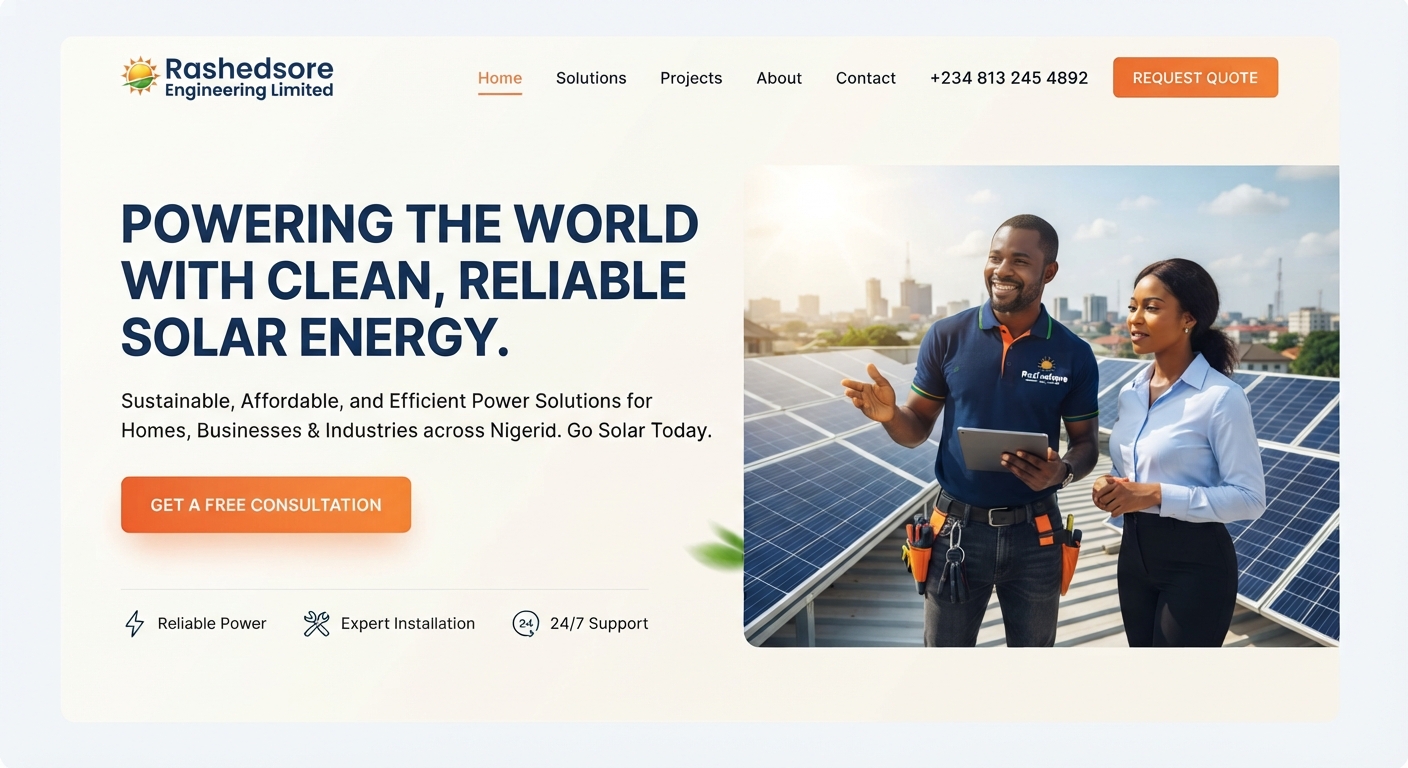 Rashedsore
Engineering Limited
Home Solutions Projects About Contact +234 813 245 4892 REQUEST QUOTE
POWERING THE WORLD
WITH CLEAN, RELIABLE
SOLAR ENERGY.
Sustainable, Affordable, and Efficient Power Solutions for
Homes, Businesses & Industries across Nigerid. Go Solar Today.
GET A FREE CONSULTATION
Reliable Power Expert Installation 24/7 Support